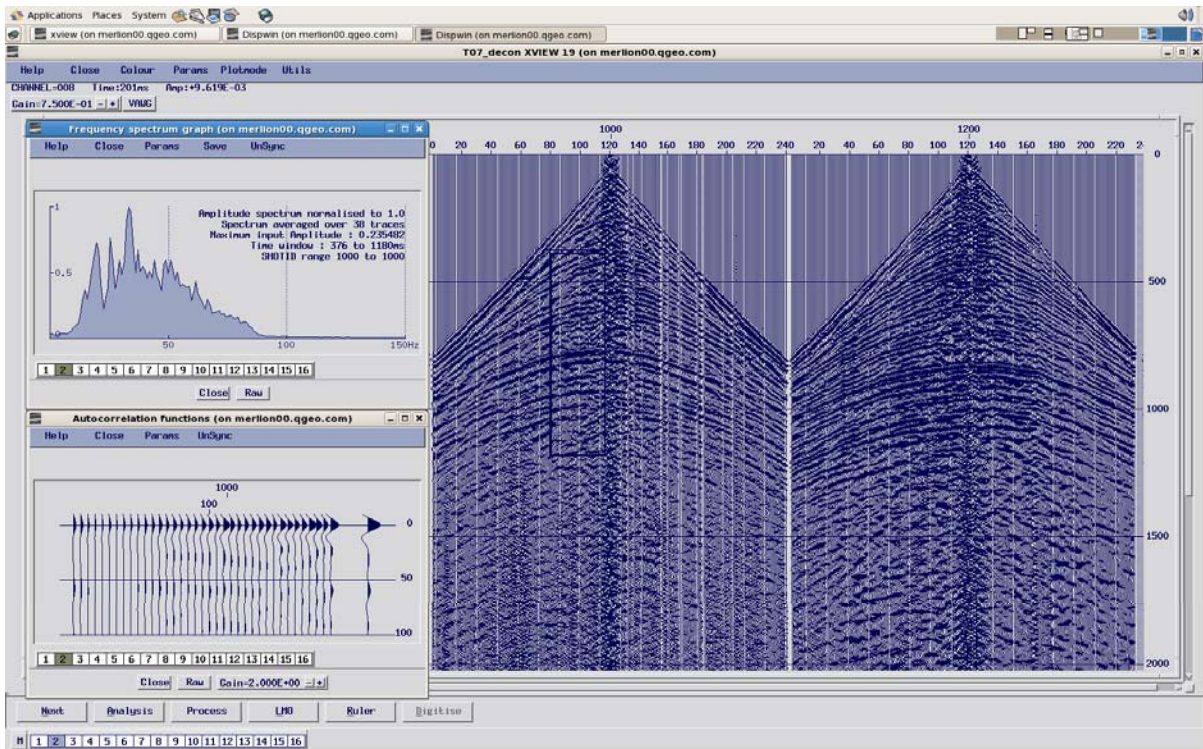 Applications Places System
xview (on merlion00.qgeo.com) Dispwin (on merlion00.qgeo.com) Dispwin (on merlion00.qgeo.com)
T07_decon XVIEW 19 (on merlion00.qgeo.com)
Help Close Colour Params Plotmode Utils
CHANNEL=008 Time:201ms Amp:+9.619E-03
Gain=7.500E-01 - + VAWG
Frequency spectrum graph (on merlion00.qgeo.com)
Help Close Params Save UnSync
1
Amplitude spectrum normalised to 1.0
Spectrum averaged over 38 traces
Maximum Input Amplitude : 0.235482
Time window : 376 to 1180ms
SHOTID range 1000 to 1000
0.5
0
50 100 150Hz
1 2 3 4 5 6 7 8 9 10 11 12 13 14 15 16
Close Raw
Autocorrelation functions (on merlion00.qgeo.com)
Help Close Params UnSync
1000
100
0
50
100
1 2 3 4 5 6 7 8 9 10 11 12 13 14 15 16
Close Raw Gain=2.000E+00 - +
1000 1200
0 20 40 60 80 100 120 140 156 180 200 220 240 20 40 60 80 100 120 140 160 180 200 220 2
0
500
1000
1500
2000
Next Analysis Process LMO Ruler Digitise
M 1 2 3 4 5 6 7 8 9 10 11 12 13 14 15 16